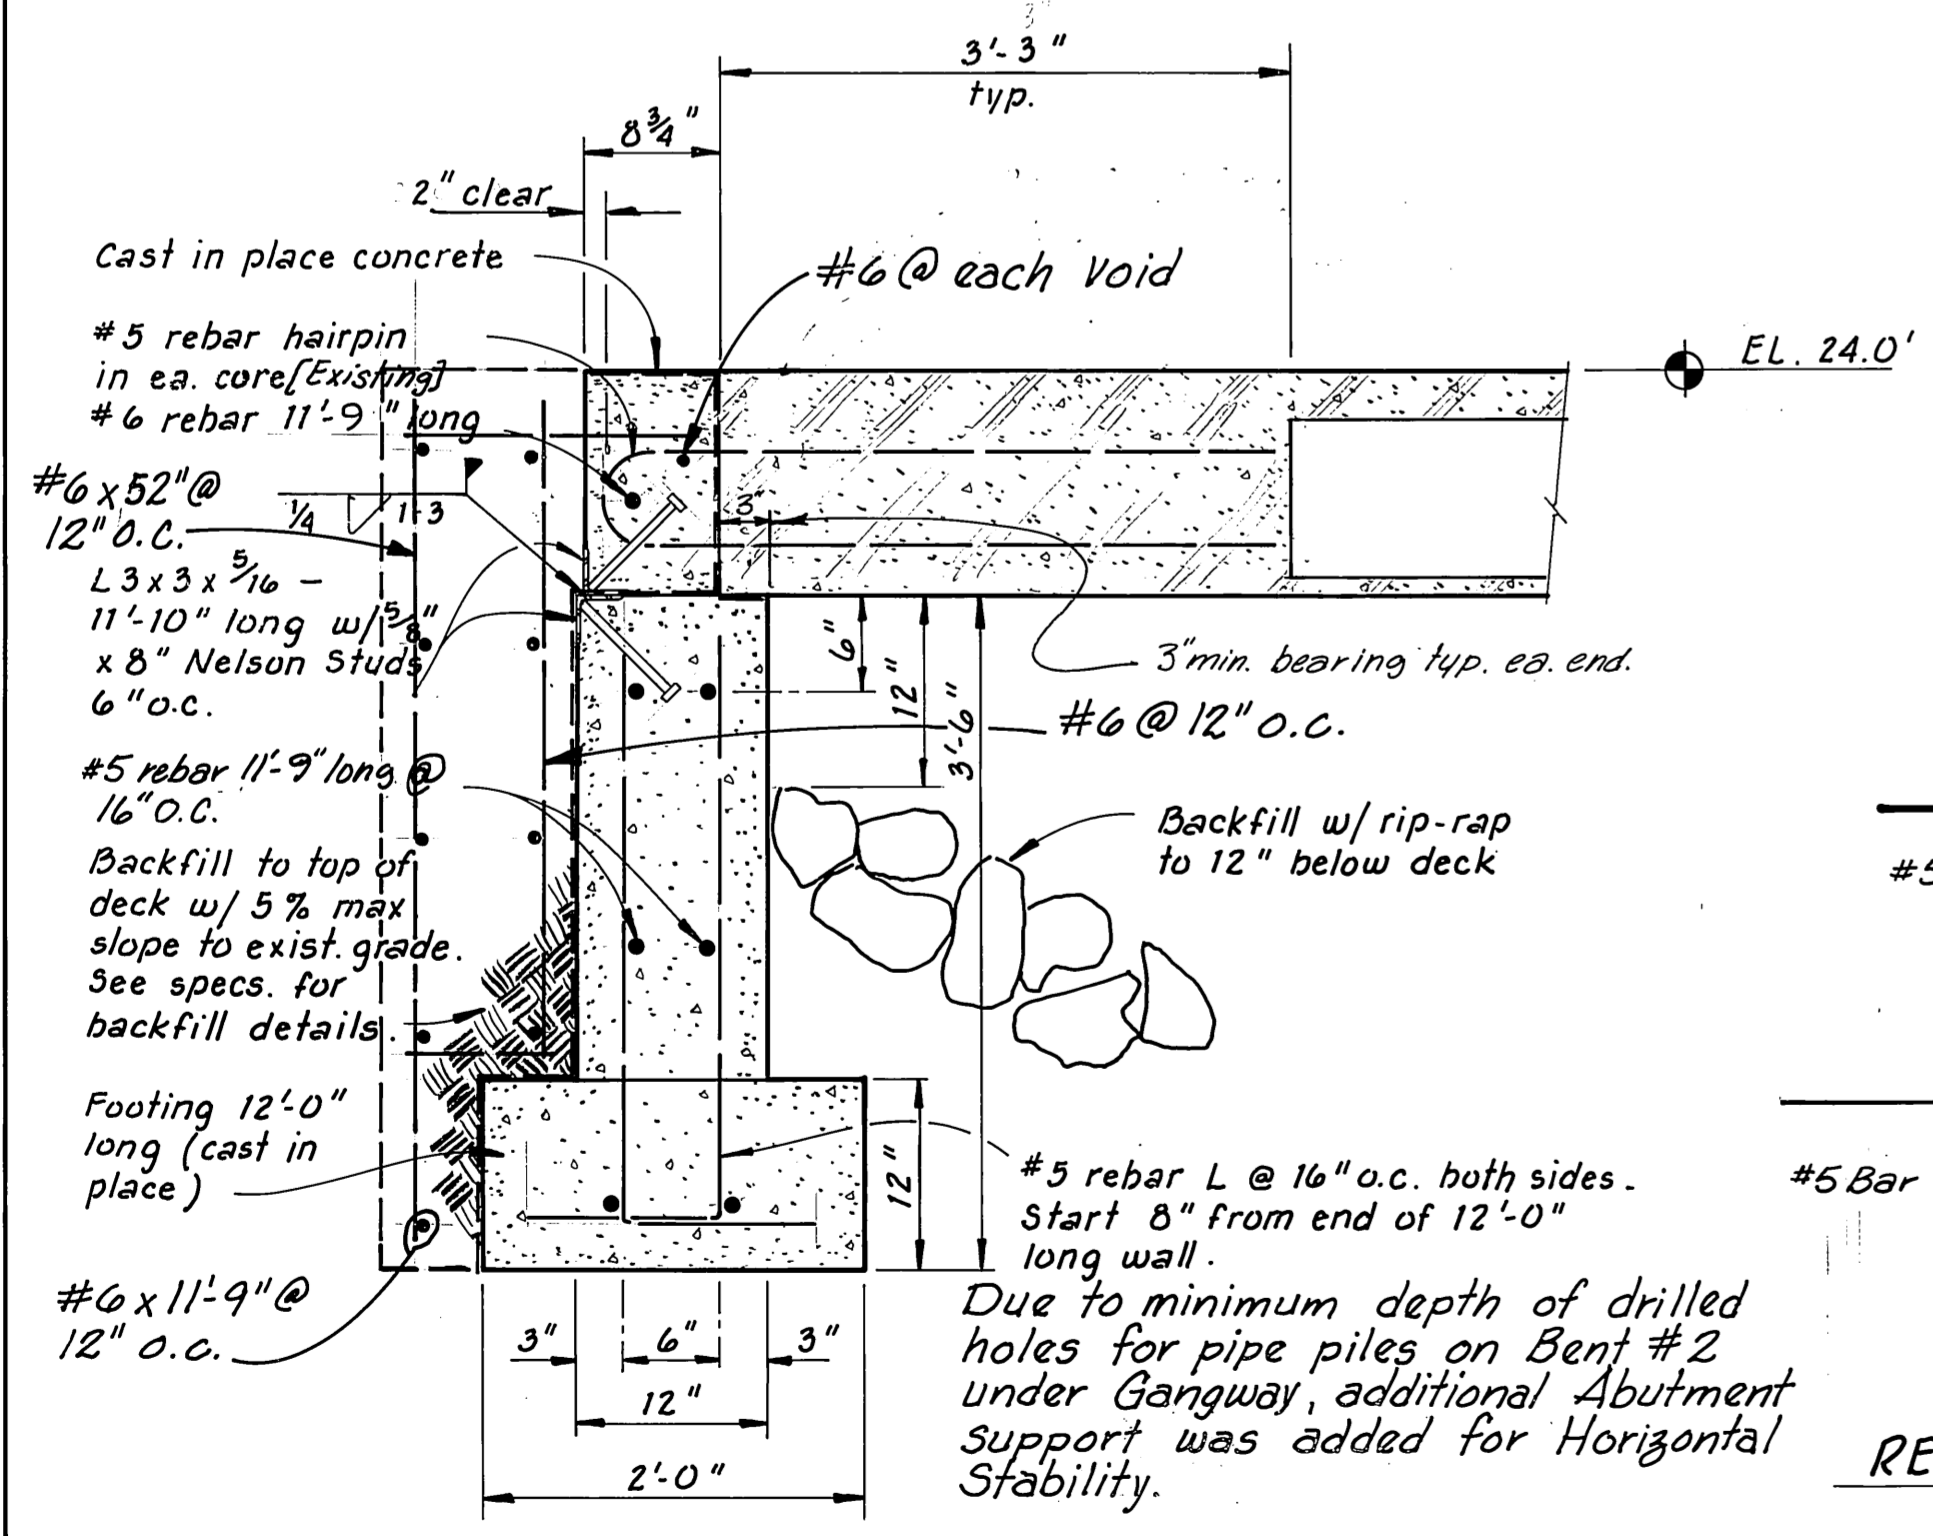 3'-3"
typ.
8 3/4"
2" clear
Cast in place concrete
#6 @ each Void
#5 rebar hairpin
in ea. core [Existing]
#6 rebar 11'-9" long
EL. 24.0'
#6 x 52" @
12" O.C.
1/4
1-3
3"
L 3 x 3 x 5/16 -
11'-10" long w/ 5/8"
x 8" Nelson Studs
6" o.c.
6"
12"
3'-6"
3" min. bearing typ. ea. end.
#6 @ 12" o.c.
#5 rebar 11'-9" long @
16" O.C.
Backfill w/ rip-rap
to 12" below deck
Backfill to top of
deck w/ 5% max
slope to exist. grade.
See specs. for
backfill details.
Footing 12'-0"
long (cast in
place)
12"
#5 rebar L @ 16" o.c. both sides.
Start 8" from end of 12'-0"
long wall.
#6 x 11'-9" @
12" O.C.
3"
6"
3"
12"
2'-0"
Due to minimum depth of drilled
holes for pipe piles on Bent #2
under Gangway, additional Abutment
support was added for Horizontal
Stability.
#5
#5 Bar
RE